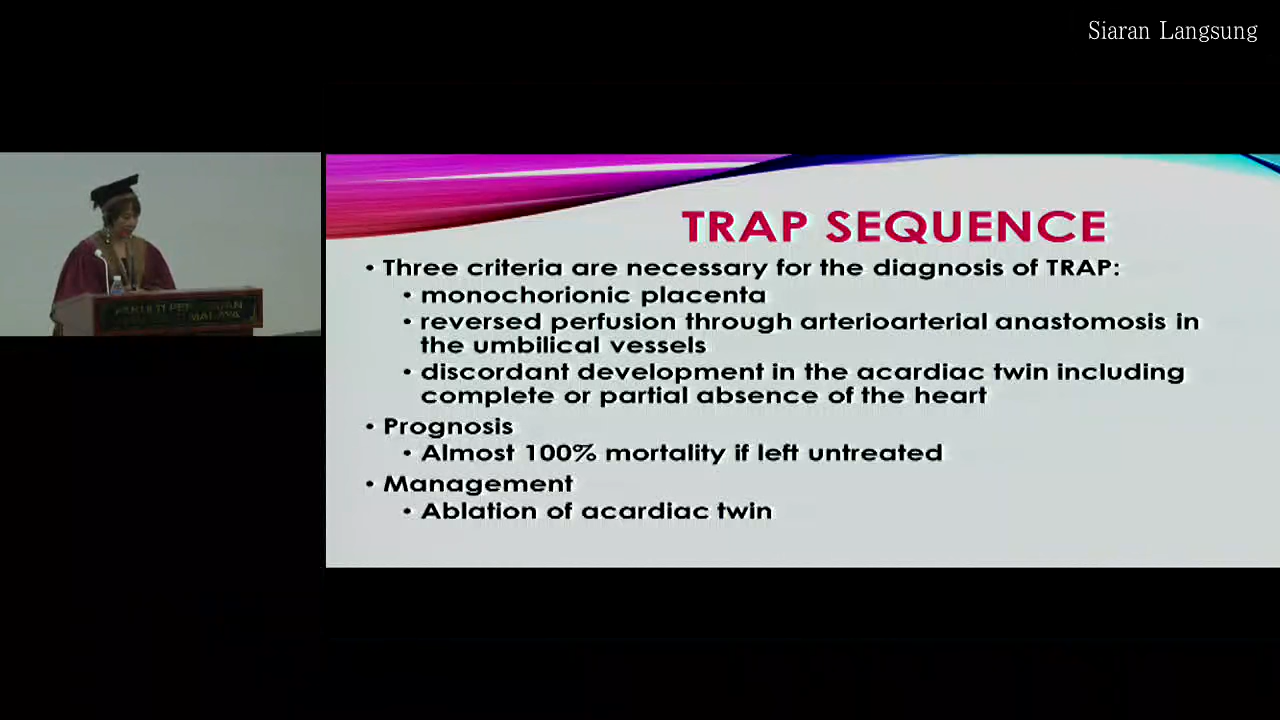 Siaran Langsung
TRAP SEQUENCE
• Three criteria are necessary for the diagnosis of TRAP:
• monochorionic placenta
• reversed perfusion through arterioarterial anastomosis in
the umbilical vessels
• discordant development in the acardiac twin including
complete or partial absence of the heart
• Prognosis
• Almost 100% mortality if left untreated
• Management
• Ablation of acardiac twin
FAKULTI
MALAYA